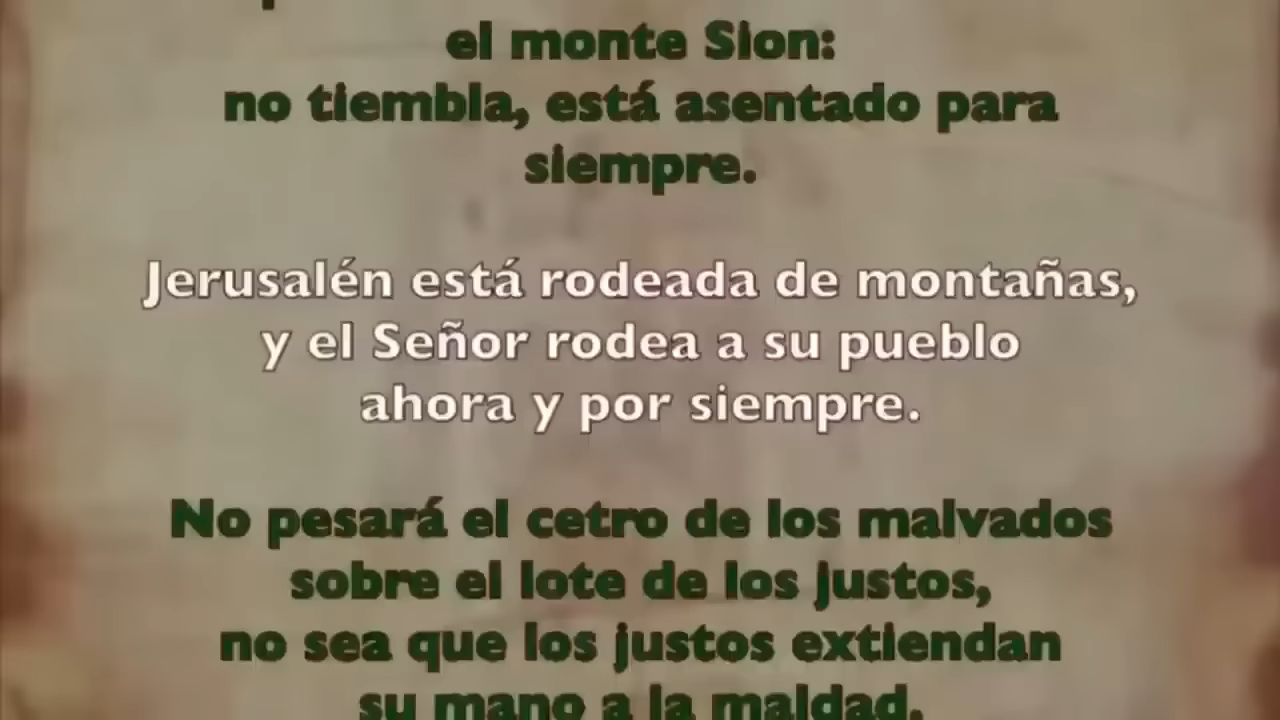 el monte Sion:
no tiembla, está asentado para
siempre.
Jerusalén está rodeada de montañas,
y el Señor rodea a su pueblo
ahora y por siempre.
No pesará el cetro de los malvados
sobre el lote de los justos,
no sea que los justos extiendan
su mano a la maldad.